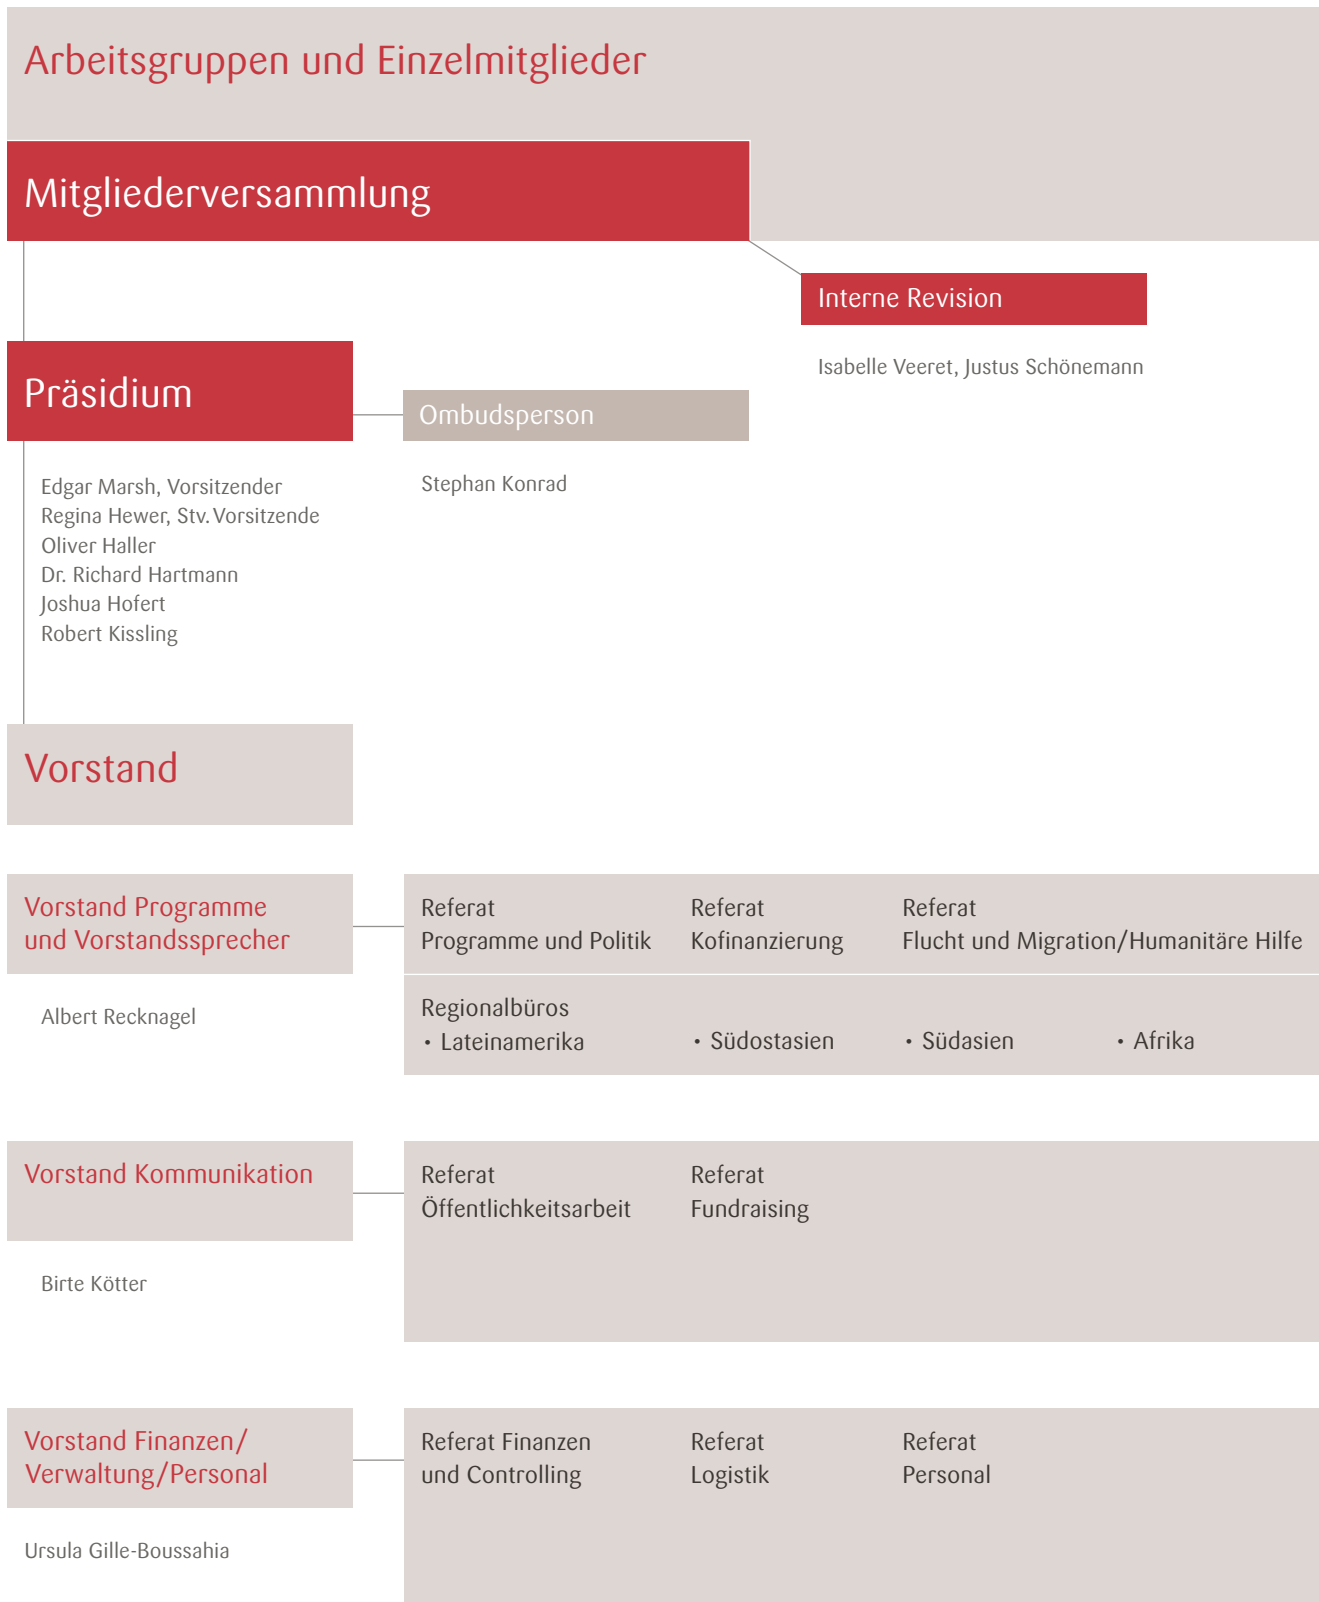 Arbeitsgruppen und Einzelmitglieder
Mitgliederversammlung
Interne Revision
Isabelle Veeret, Justus Schönemann
Präsidium
Ombudsperson
Stephan Konrad
Edgar Marsh, Vorsitzender
Regina Hewer, Stv. Vorsitzende
Oliver Haller
Dr. Richard Hartmann
Joshua Hofert
Robert Kissling
Vorstand
Vorstand Programme
und Vorstandssprecher
Albert Recknagel
Referat
Programme und Politik
Referat
Kofinanzierung
Referat
Flucht und Migration/Humanitäre Hilfe
Regionalbüros
• Lateinamerika
• Südostasien
• Südasien
• Afrika
Vorstand Kommunikation
Birte Kötter
Referat
Öffentlichkeitsarbeit
Referat
Fundraising
Vorstand Finanzen/
Verwaltung/Personal
Ursula Gille-Boussahia
Referat Finanzen
und Controlling
Referat
Logistik
Referat
Personal